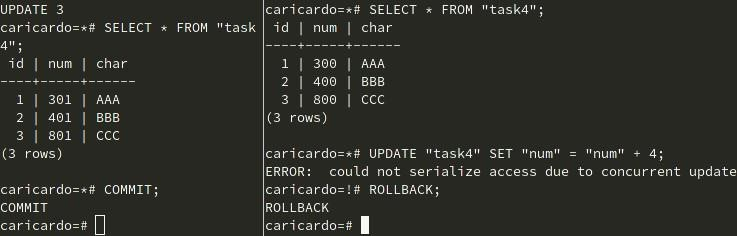 UPDATE 3
caricardo=*# SELECT * FROM "task
4";
 id | num | char
----+-----+------
  1 | 301 | AAA
  2 | 401 | BBB
  3 | 801 | CCC
(3 rows)

caricardo=*# COMMIT;
COMMIT
caricardo=#
caricardo=*# SELECT * FROM "task4";
 id | num | char
----+-----+------
  1 | 300 | AAA
  2 | 400 | BBB
  3 | 800 | CCC
(3 rows)

caricardo=*# UPDATE "task4" SET "num" = "num" + 4;
ERROR:  could not serialize access due to concurrent update
caricardo=!# ROLLBACK;
ROLLBACK
caricardo=#